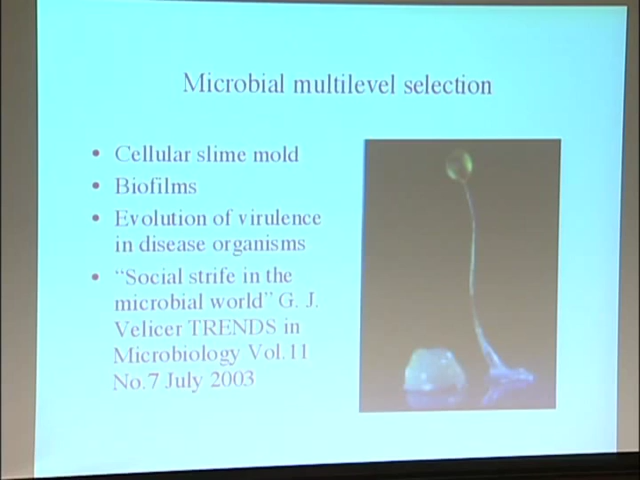 Microbial multilevel selection
• Cellular slime mold
• Biofilms
• Evolution of virulence
in disease organisms
• “Social strife in the
microbial world” G. J.
Velicer TRENDS in
Microbiology Vol.11
No.7 July 2003